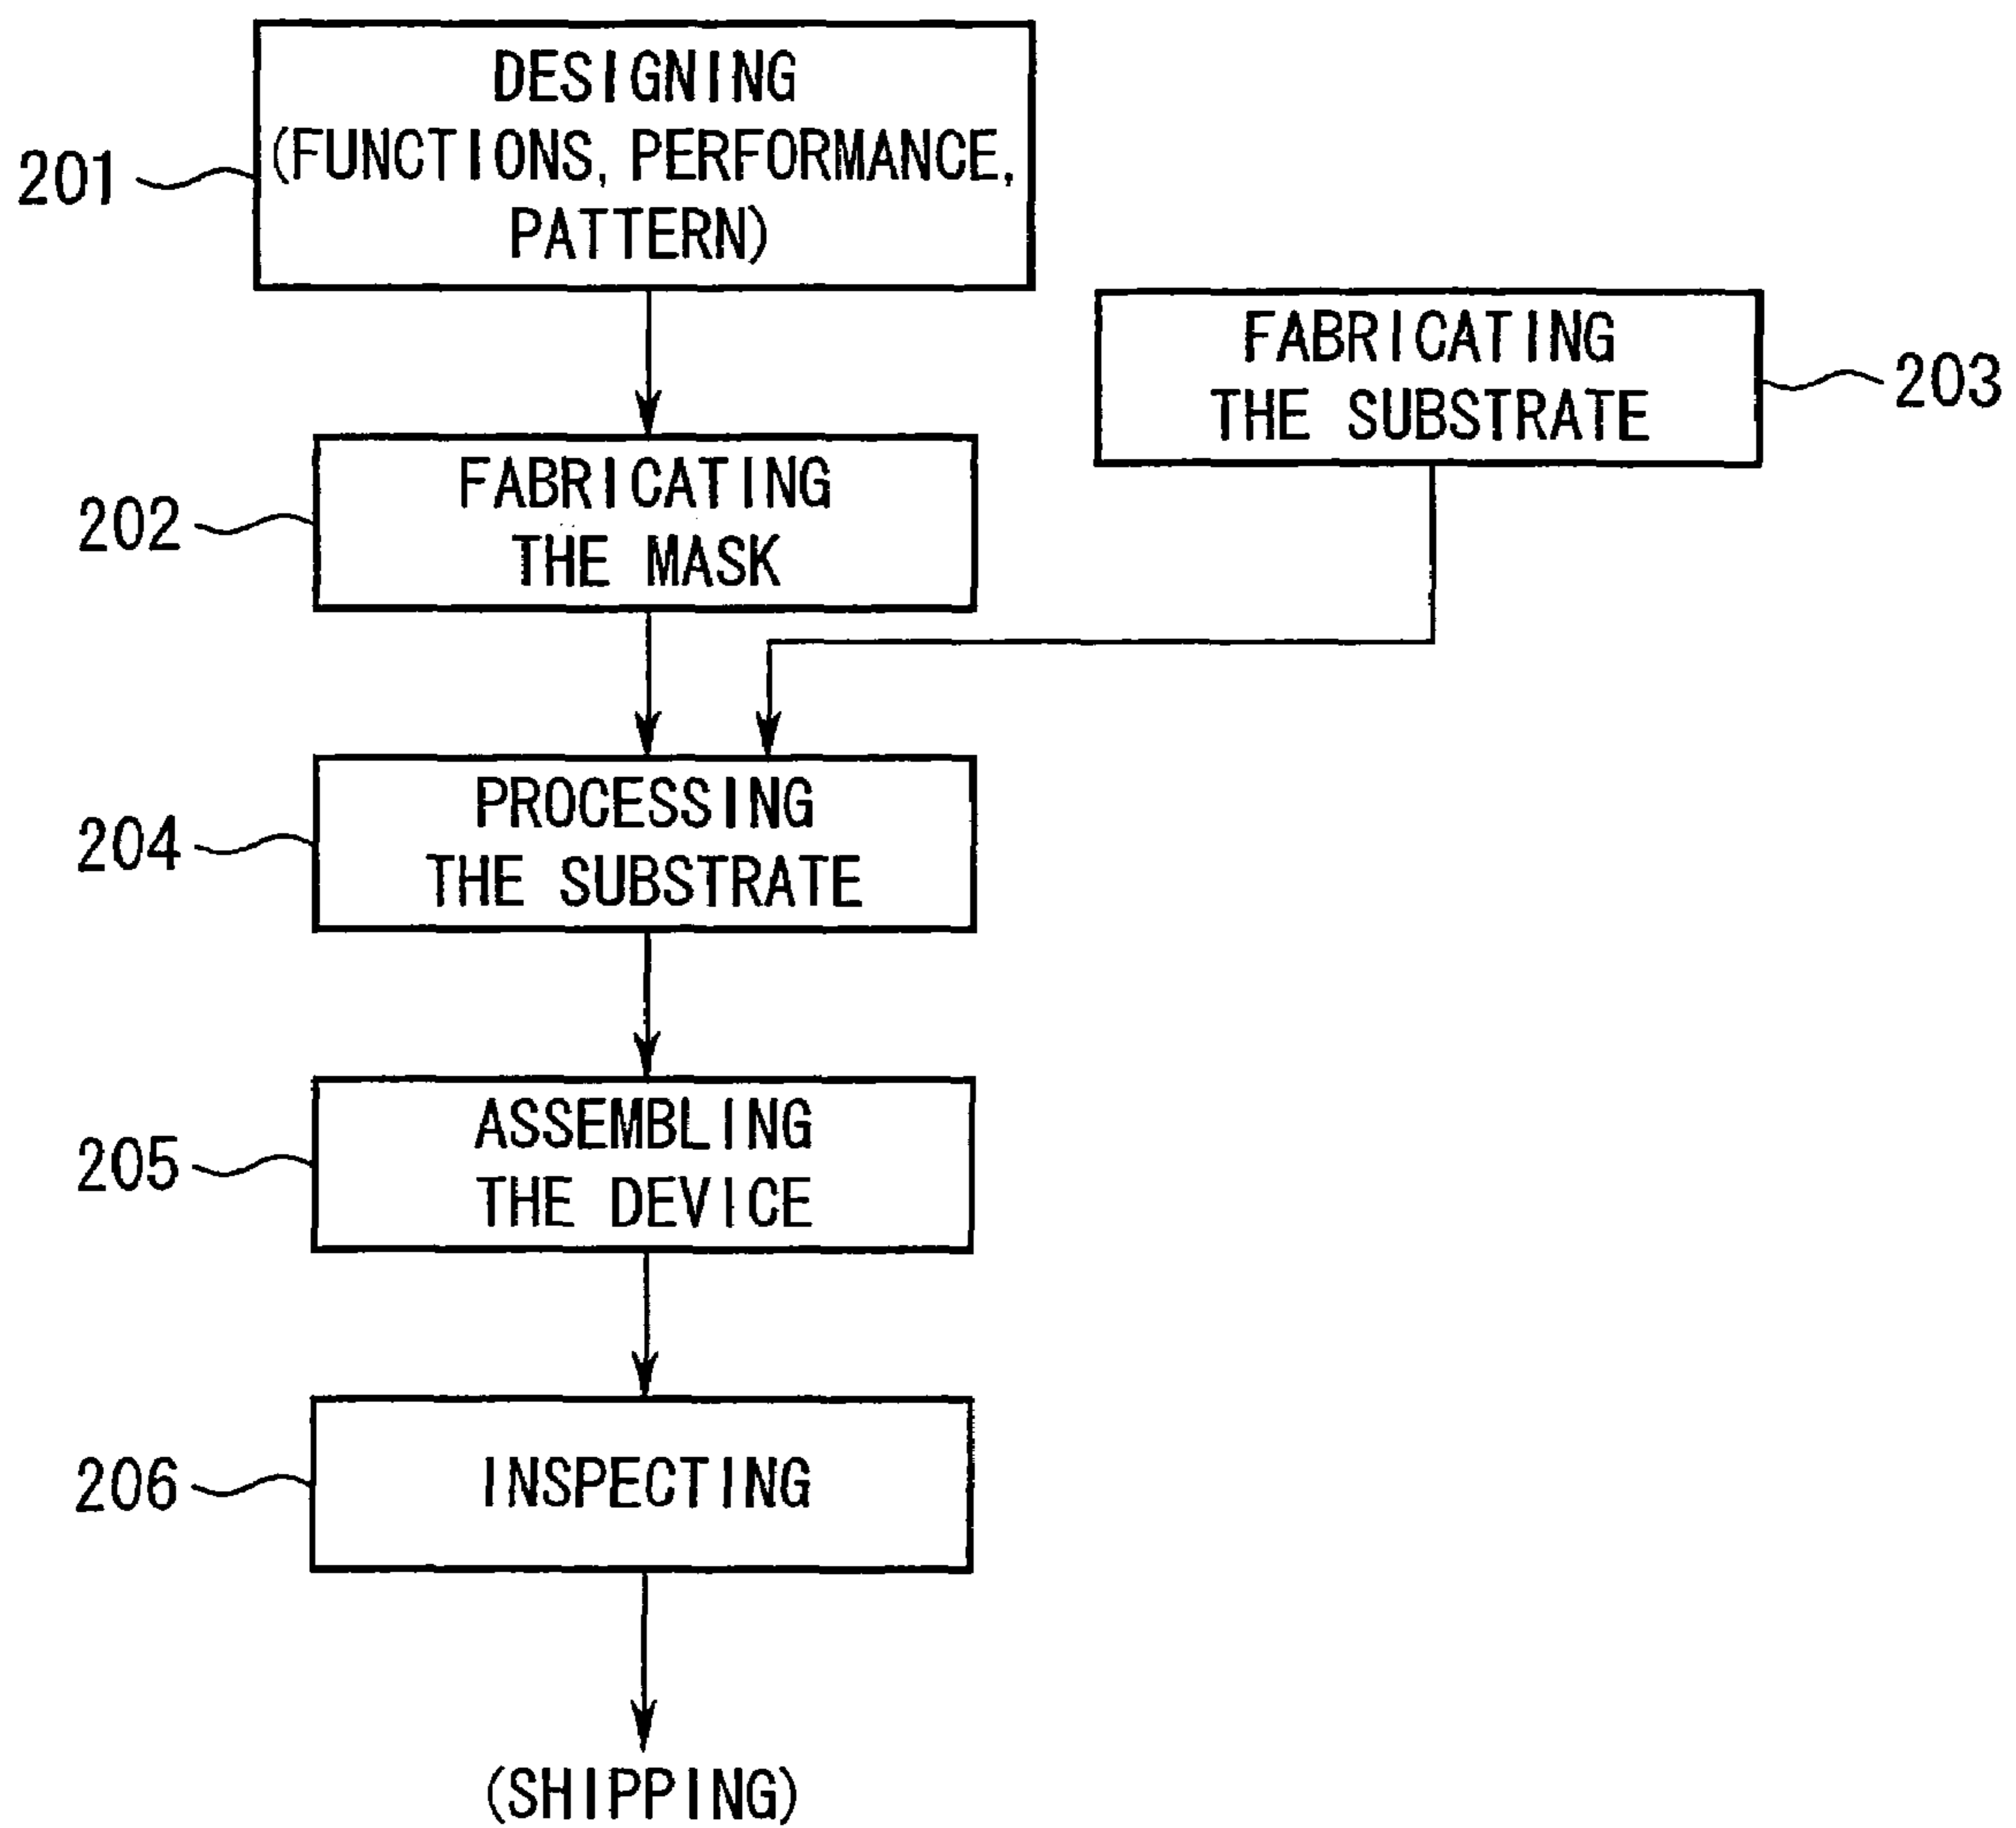 DESIGNING
(FUNCTIONS, PERFORMANCE,
PATTERN)
201
FABRICATING
THE SUBSTRATE
203
FABRICATING
THE MASK
202
PROCESSING
THE SUBSTRATE
204
ASSEMBLING
THE DEVICE
205
INSPECTING
206
(SHIPPING)